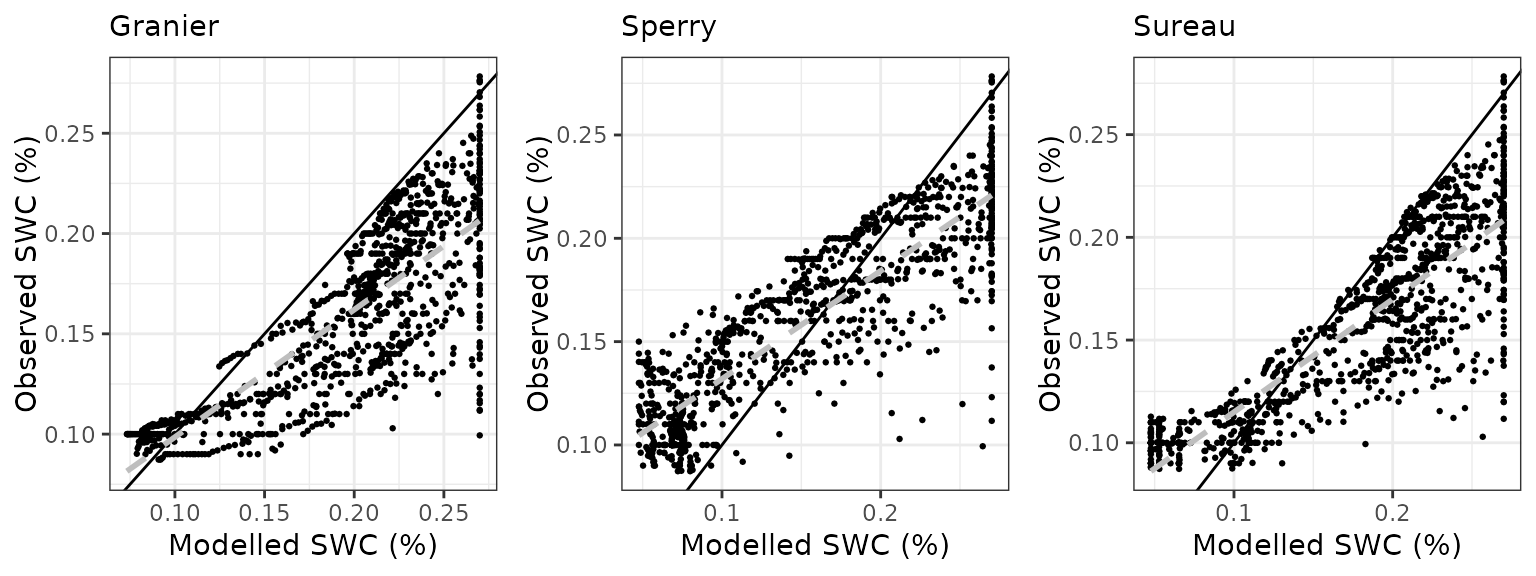 Granier
Observed SWC (%)
0.25
0.20
0.15
0.10
0.10 0.15 0.20 0.25
Modelled SWC (%)
Sperry
Observed SWC (%)
0.25
0.20
0.15
0.10
0.1 0.2
Modelled SWC (%)
Sureau
Observed SWC (%)
0.25
0.20
0.15
0.10
0.1 0.2
Modelled SWC (%)